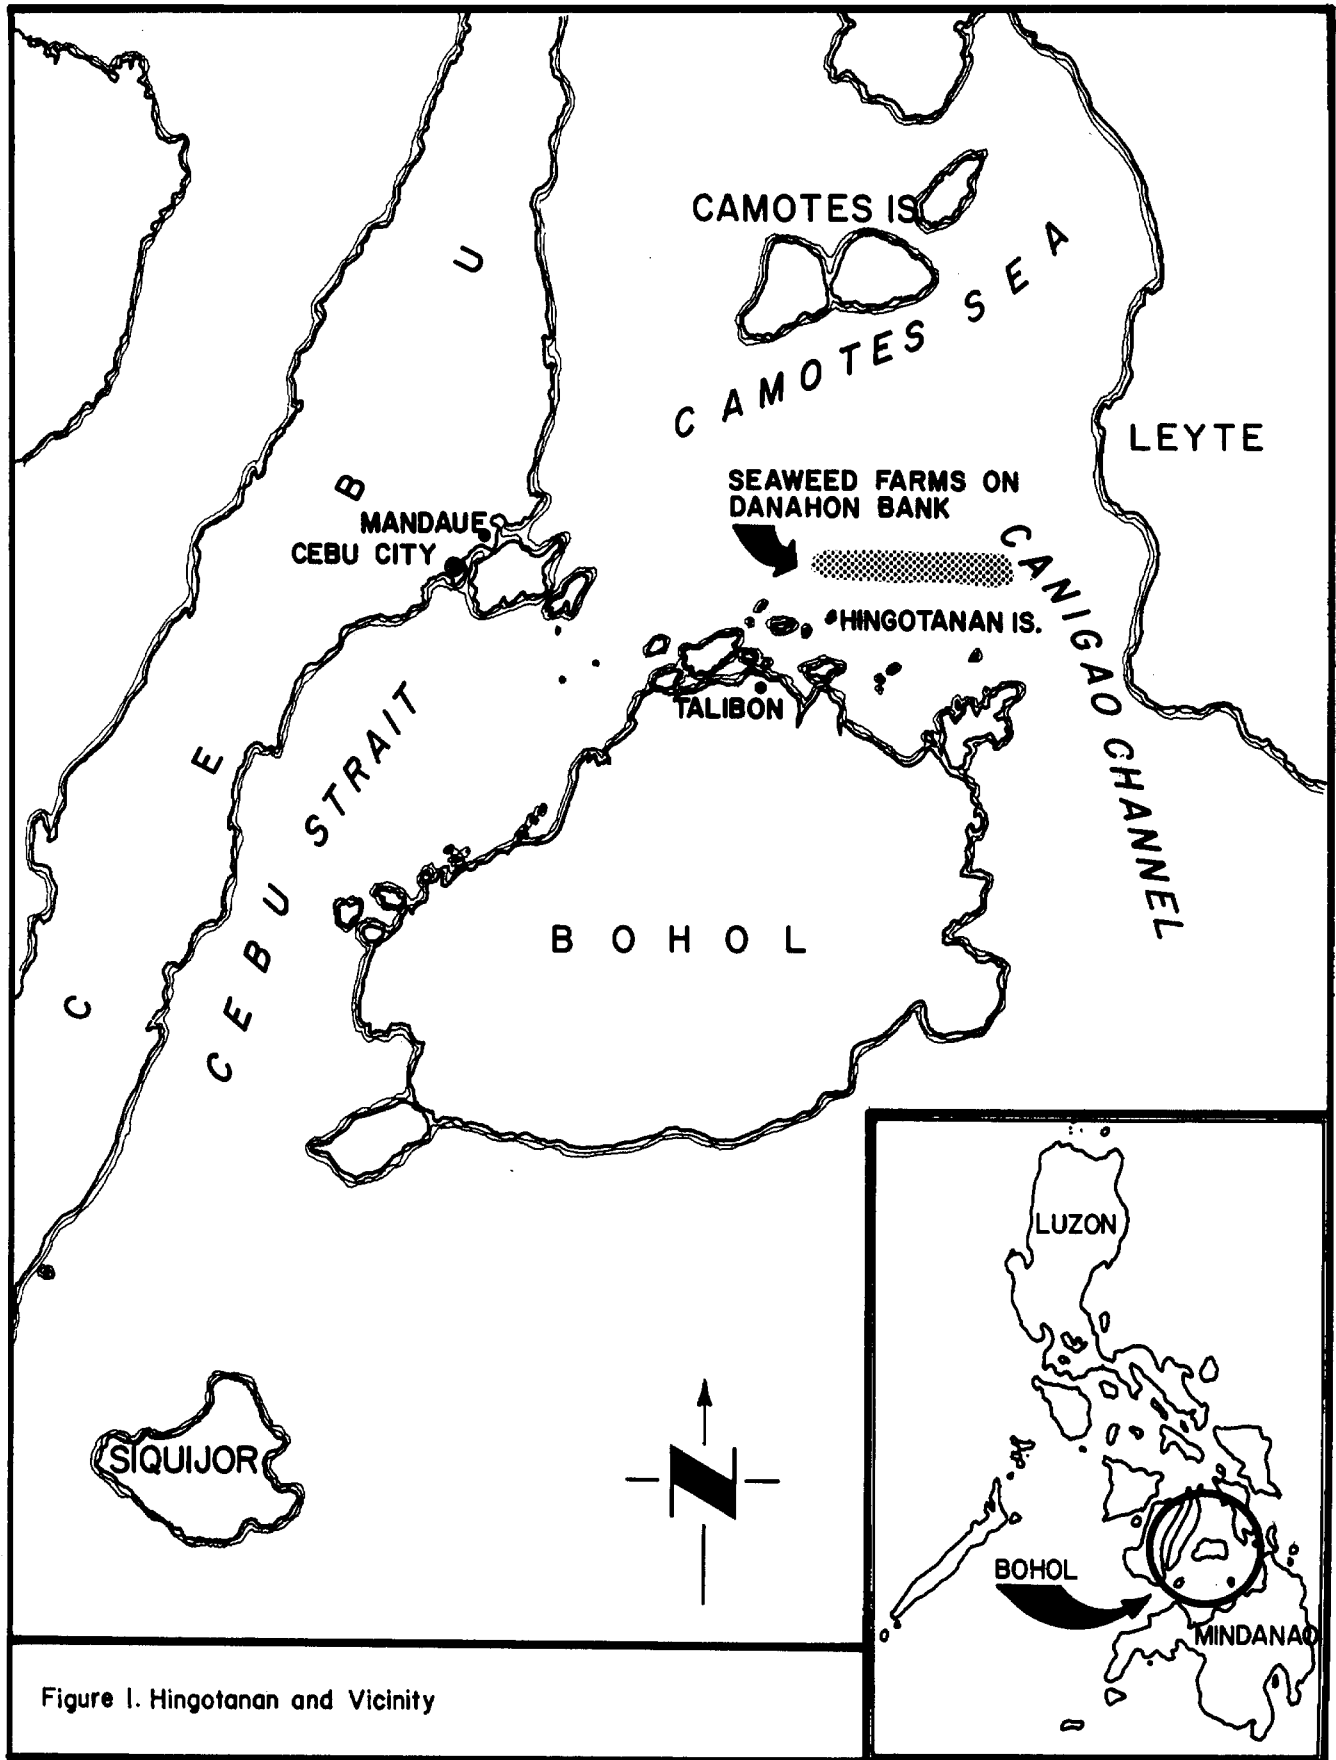 CAMOTES IS
CAMOTES SEA
LEYTE
SEAWEED FARMS ON
DANAHON BANK
CEBU
MANDAUE
CEBU CITY
HINGOTANAN IS.
CANIGAO CHANNEL
TALIBON
CEBU STRAIT
BOHOL
SIQUIJOR
N
LUZON
BOHOL
MINDANAO
Figure 1. Hingotanan and Vicinity